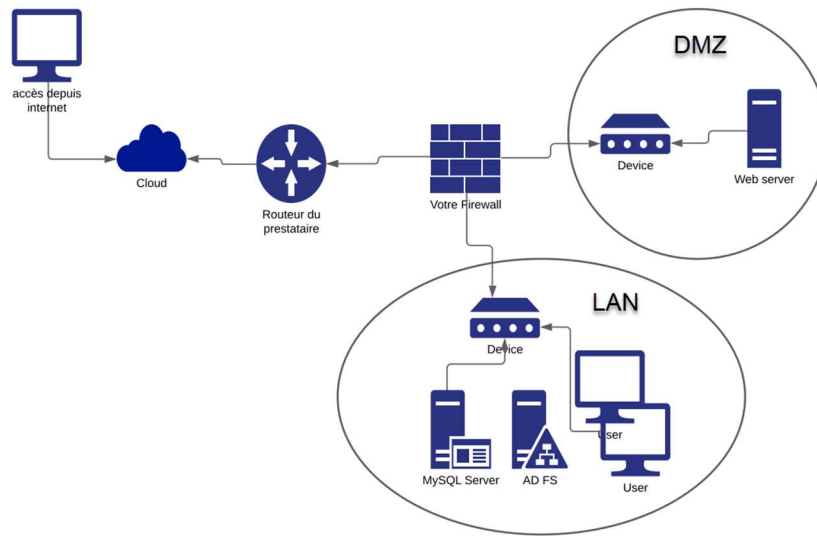 accès depuis
internet
Cloud
Routeur du
prestataire
Votre Firewall
DMZ
Device
Web server
LAN
Device
MySQL Server
AD FS
User
User